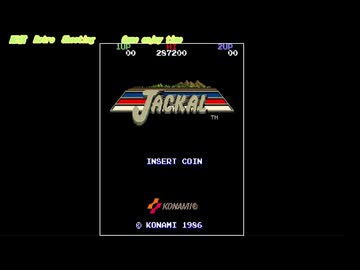 Retro Shooting Game enjoy time
1UP HI 2UP
00 287200 00
JACKAL
TM
INSERT COIN
KONAMI®
© KONAMI 1986